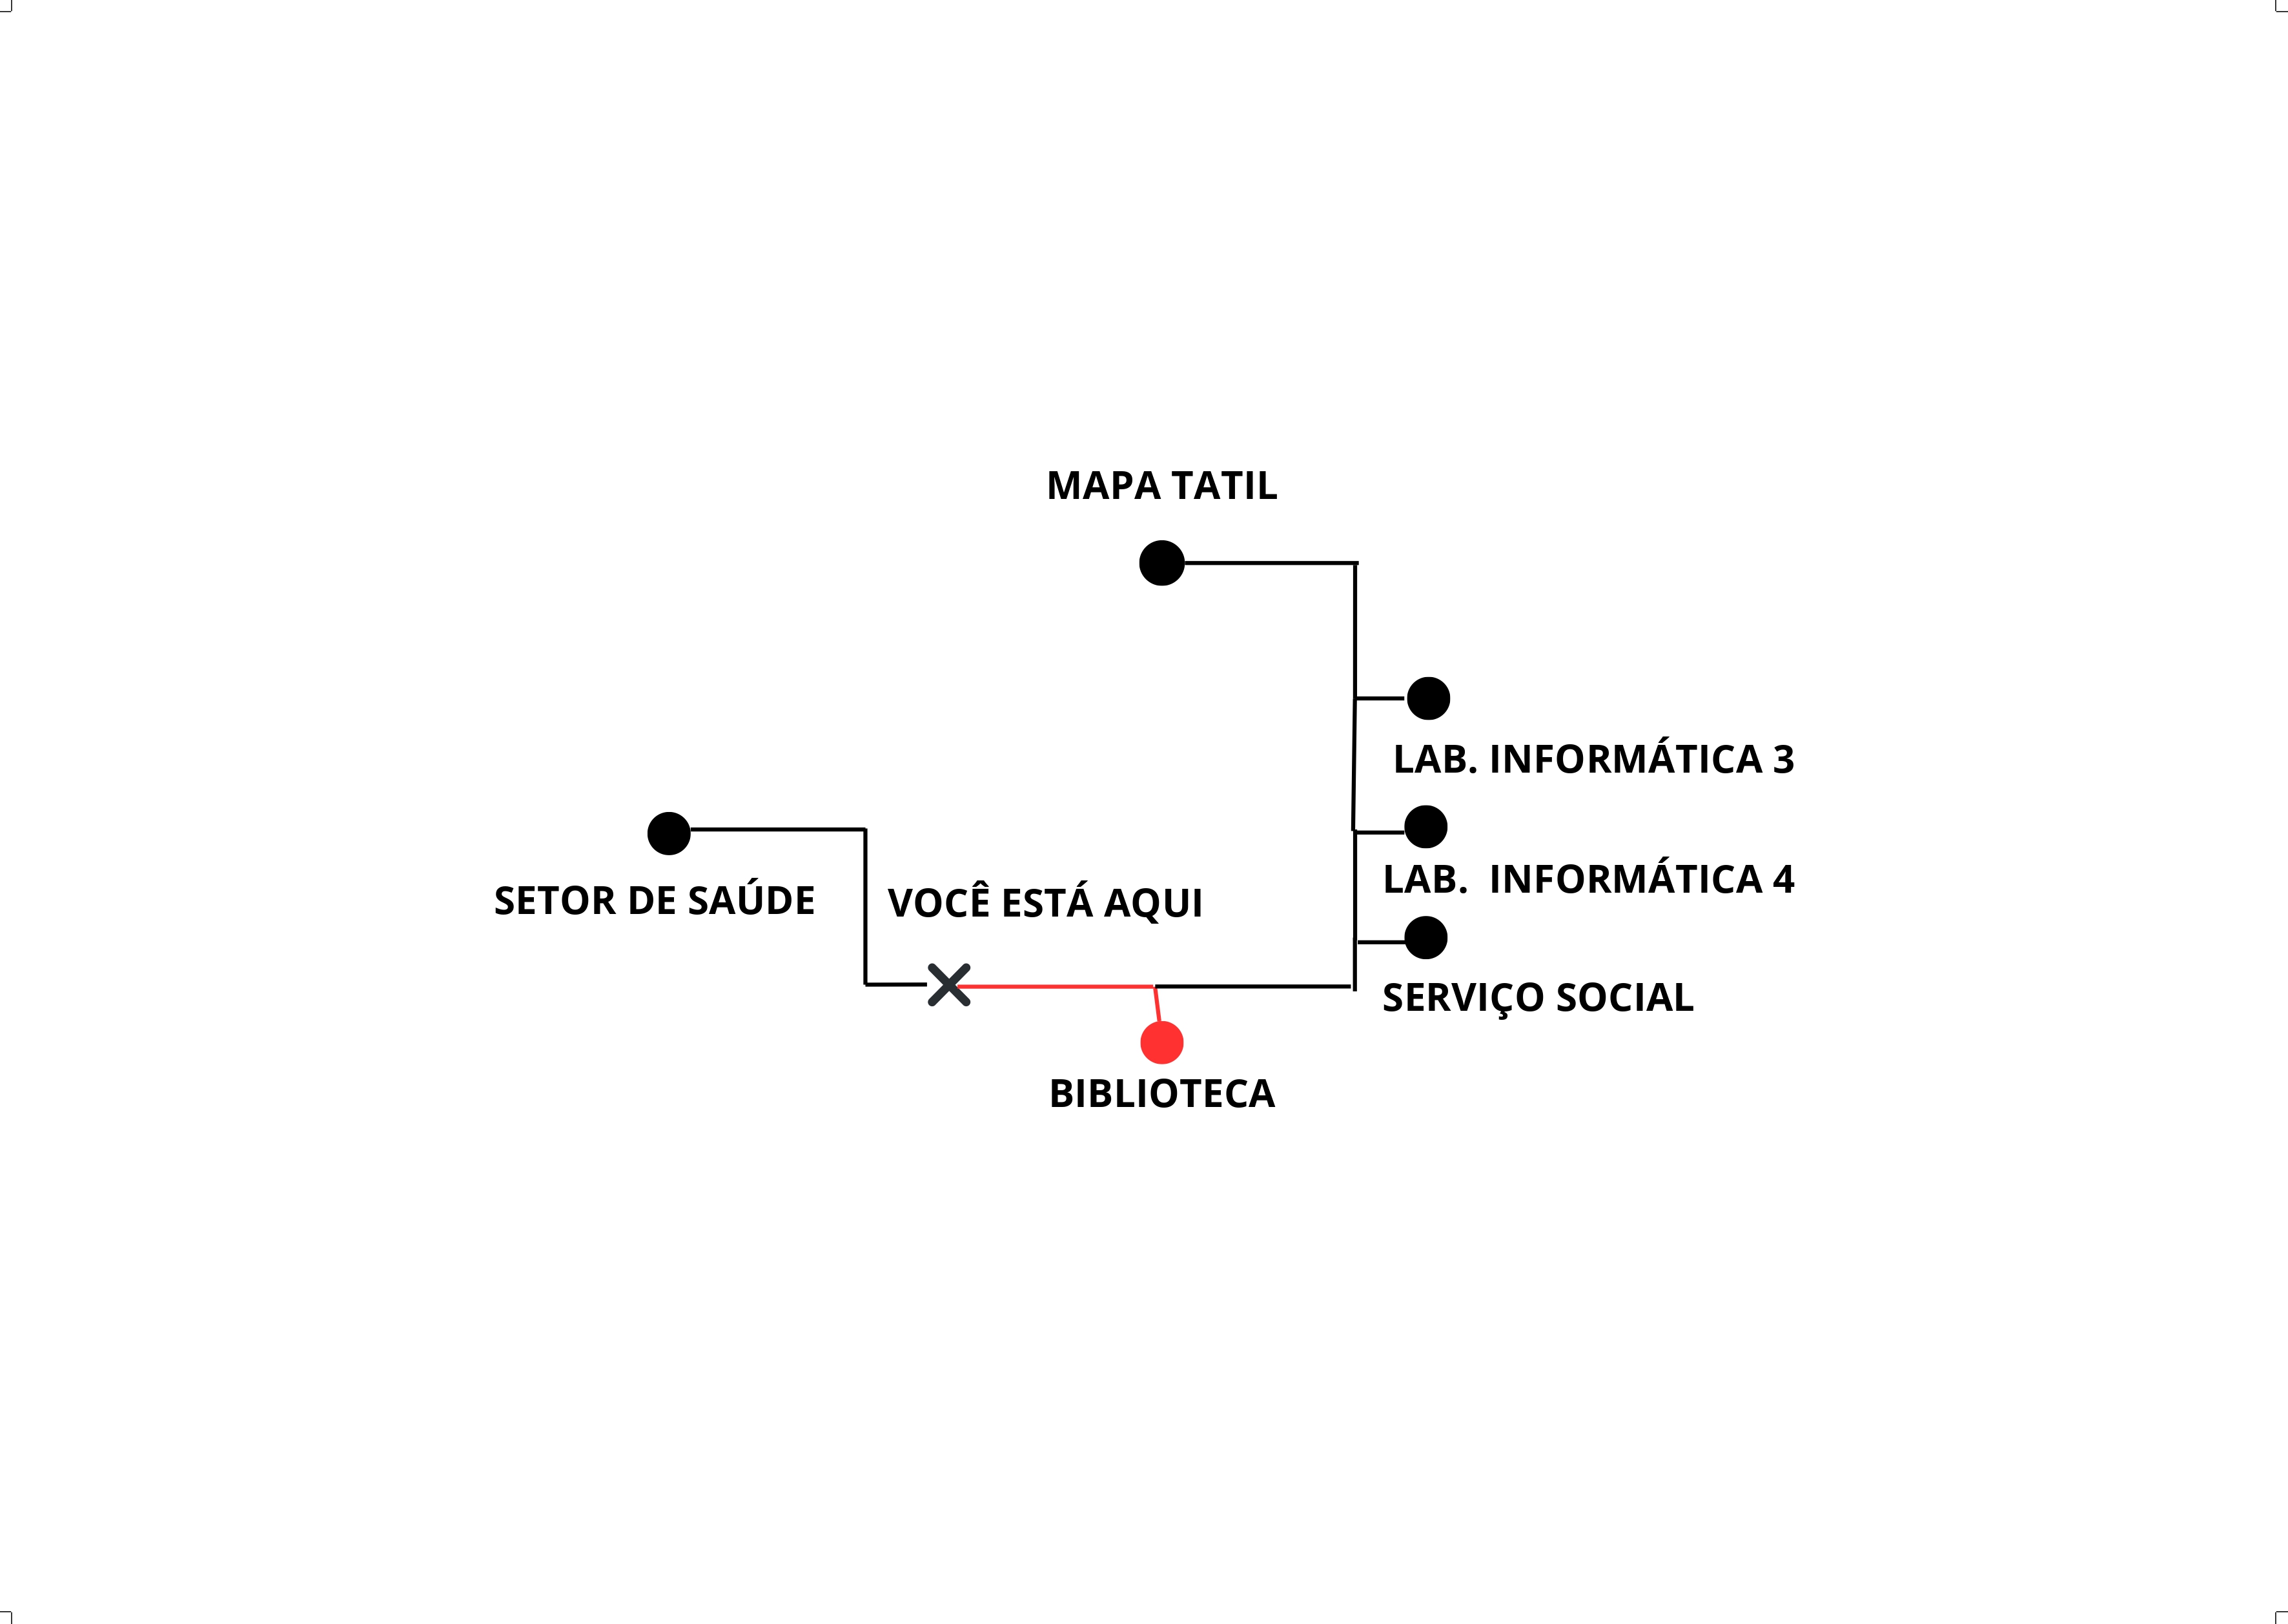 MAPA TATIL
LAB. INFORMÁTICA 3
LAB. INFORMÁTICA 4
SETOR DE SAÚDE
VOCÊ ESTÁ AQUI
SERVIÇO SOCIAL
BIBLIOTECA